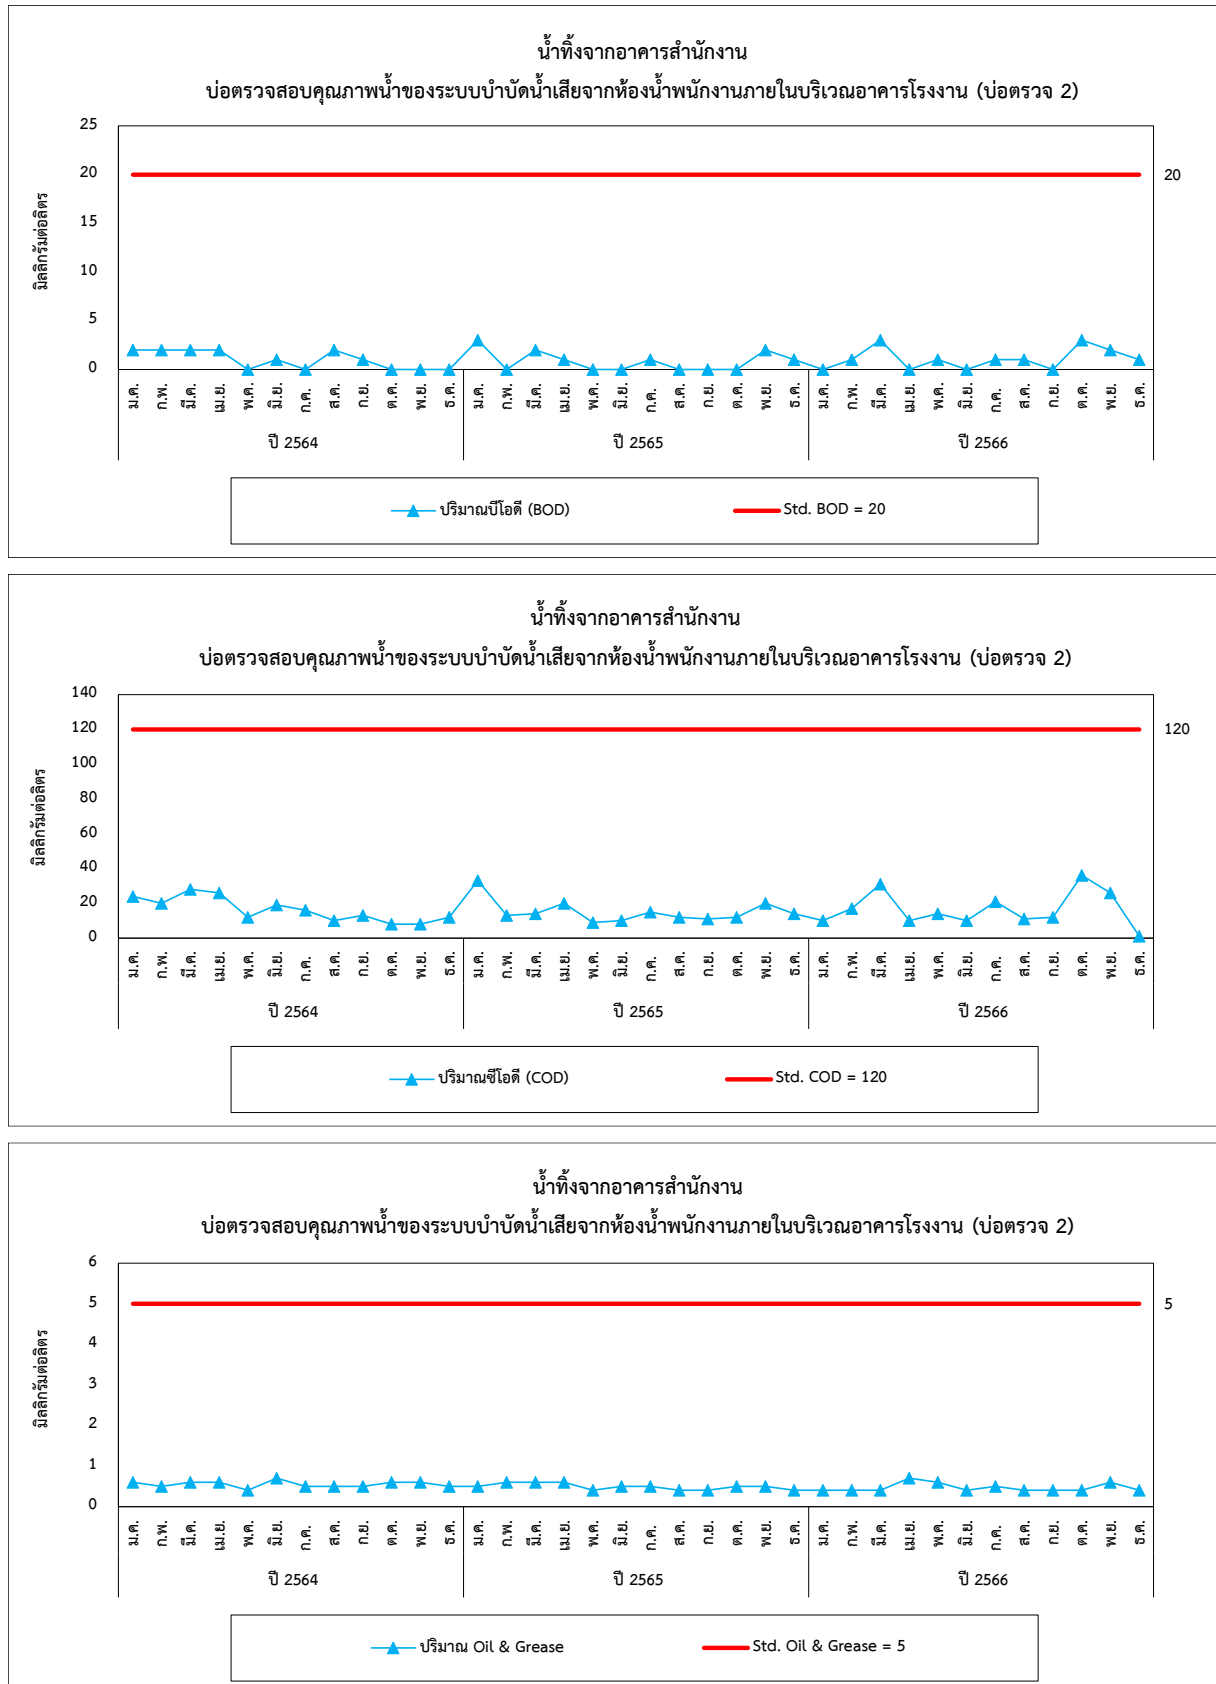 น้ำทิ้งจากอาคารสำนักงาน
บ่อตรวจสอบคุณภาพน้ำของระบบบำบัดน้ำเสียจากห้องน้ำพนักงานภายในบริเวณอาคารโรงงาน (บ่อตรวจ 2)
มิลลิกรัมต่อลิตร
25
20
15
10
5
0
20
ม.ค. ก.พ. มี.ค. เม.ย. พ.ค. มิ.ย. ก.ค. ส.ค. ก.ย. ต.ค. พ.ย. ธ.ค. ม.ค. ก.พ. มี.ค. เม.ย. พ.ค. มิ.ย. ก.ค. ส.ค. ก.ย. ต.ค. พ.ย. ธ.ค. ม.ค. ก.พ. มี.ค. เม.ย. พ.ค. มิ.ย. ก.ค. ส.ค. ก.ย. ต.ค. พ.ย. ธ.ค.
ปี 2564 ปี 2565 ปี 2566
ปริมาณบีโอดี (BOD) Std. BOD = 20
น้ำทิ้งจากอาคารสำนักงาน
บ่อตรวจสอบคุณภาพน้ำของระบบบำบัดน้ำเสียจากห้องน้ำพนักงานภายในบริเวณอาคารโรงงาน (บ่อตรวจ 2)
มิลลิกรัมต่อลิตร
140
120
100
80
60
40
20
0
120
ม.ค. ก.พ. มี.ค. เม.ย. พ.ค. มิ.ย. ก.ค. ส.ค. ก.ย. ต.ค. พ.ย. ธ.ค. ม.ค. ก.พ. มี.ค. เม.ย. พ.ค. มิ.ย. ก.ค. ส.ค. ก.ย. ต.ค. พ.ย. ธ.ค. ม.ค. ก.พ. มี.ค. เม.ย. พ.ค. มิ.ย. ก.ค. ส.ค. ก.ย. ต.ค. พ.ย. ธ.ค.
ปี 2564 ปี 2565 ปี 2566
ปริมาณซีโอดี (COD) Std. COD = 120
น้ำทิ้งจากอาคารสำนักงาน
บ่อตรวจสอบคุณภาพน้ำของระบบบำบัดน้ำเสียจากห้องน้ำพนักงานภายในบริเวณอาคารโรงงาน (บ่อตรวจ 2)
มิลลิกรัมต่อลิตร
6
5
4
3
2
1
0
5
ม.ค. ก.พ. มี.ค. เม.ย. พ.ค. มิ.ย. ก.ค. ส.ค. ก.ย. ต.ค. พ.ย. ธ.ค. ม.ค. ก.พ. มี.ค. เม.ย. พ.ค. มิ.ย. ก.ค. ส.ค. ก.ย. ต.ค. พ.ย. ธ.ค. ม.ค. ก.พ. มี.ค. เม.ย. พ.ค. มิ.ย. ก.ค. ส.ค. ก.ย. ต.ค. พ.ย. ธ.ค.
ปี 2564 ปี 2565 ปี 2566
ปริมาณ Oil & Grease Std. Oil & Grease = 5